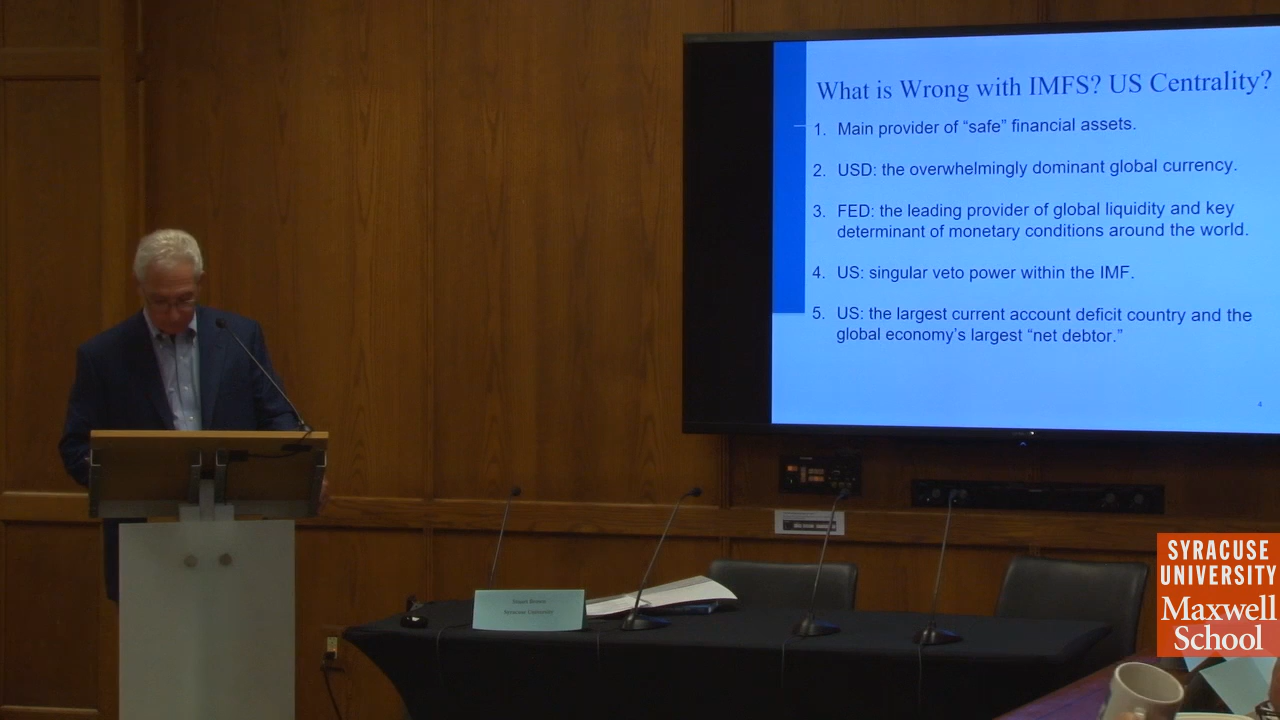 What is Wrong with IMFS? US Centrality?
1. Main provider of “safe” financial assets.
2. USD: the overwhelmingly dominant global currency.
3. FED: the leading provider of global liquidity and key
determinant of monetary conditions around the world.
4. US: singular veto power within the IMF.
5. US: the largest current account deficit country and the
global economy’s largest “net debtor.”
4
Syracuse University
SYRACUSE
UNIVERSITY
Maxwell
School